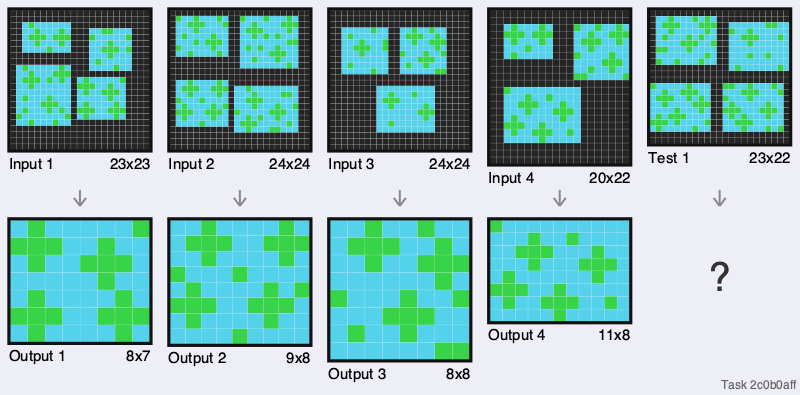 Input 1 23x23
Input 2 24x24
Input 3 24x24
Input 4 20x22
Test 1 23x22
?
Output 1 8x7
Output 2 9x8
Output 3 8x8
Output 4 11x8
Task 2c0b0aff